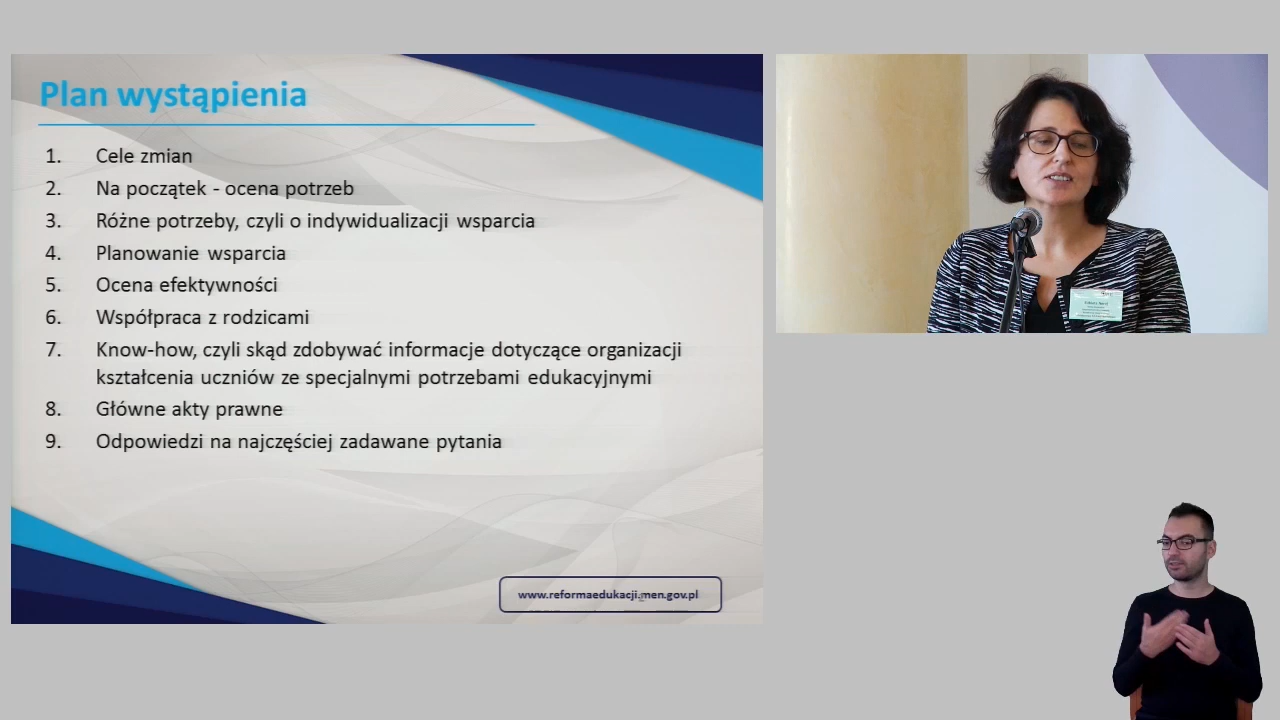 Plan wystąpienia
1. Cele zmian
2. Na początek - ocena potrzeb
3. Różne potrzeby, czyli o indywidualizacji wsparcia
4. Planowanie wsparcia
5. Ocena efektywności
6. Współpraca z rodzicami
7. Know-how, czyli skąd zdobywać informacje dotyczące organizacji
kształcenia uczniów ze specjalnymi potrzebami edukacyjnymi
8. Główne akty prawne
9. Odpowiedzi na najczęściej zadawane pytania
www.reformaedukacji.men.gov.pl